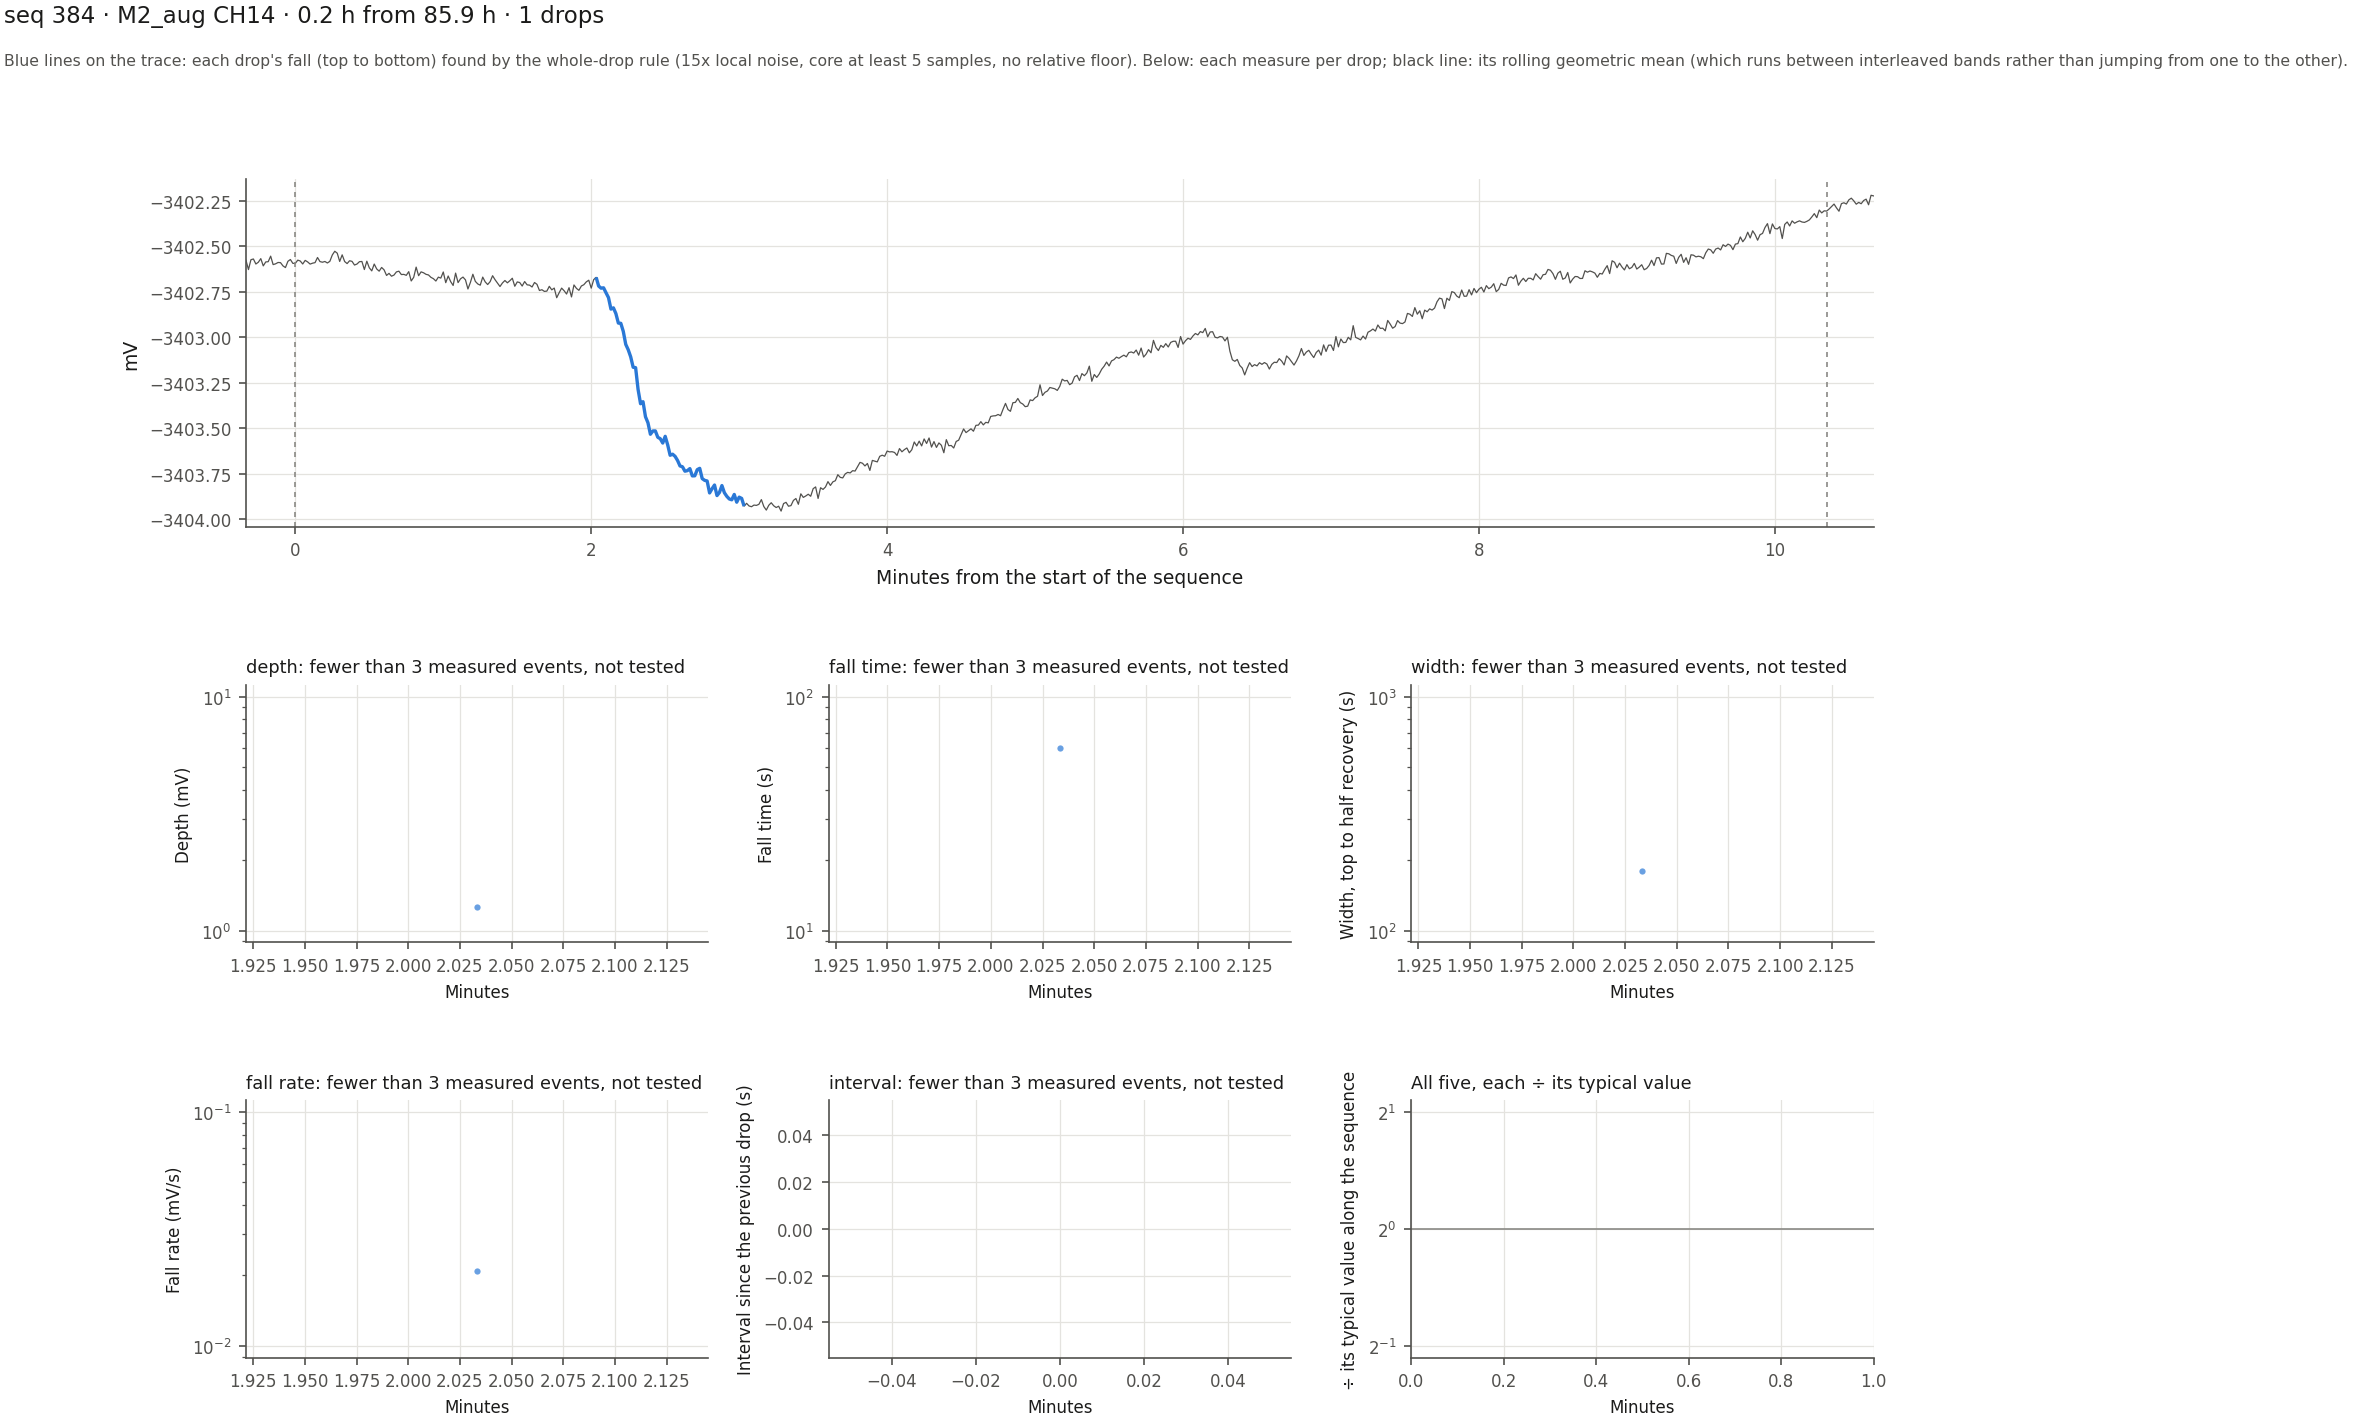 seq 384 · M2_aug CH14 · 0.2 h from 85.9 h · 1 drops
Blue lines on the trace: each drop's fall (top to bottom) found by the whole-drop rule (15x local noise, core at least 5 samples, no relative floor). Below: each measure per drop; black line: its rolling geometric mean (which runs between interleaved bands rather than jumping from one to the other).
mV
−3402.25
−3402.50
−3402.75
−3403.00
−3403.25
−3403.50
−3403.75
−3404.00
0 2 4 6 8 10
Minutes from the start of the sequence
depth: fewer than 3 measured events, not tested
Depth (mV)
10¹
10⁰
1.925 1.950 1.975 2.000 2.025 2.050 2.075 2.100 2.125
Minutes
fall time: fewer than 3 measured events, not tested
Fall time (s)
10²
10¹
1.925 1.950 1.975 2.000 2.025 2.050 2.075 2.100 2.125
Minutes
width: fewer than 3 measured events, not tested
Width, top to half recovery (s)
10³
10²
1.925 1.950 1.975 2.000 2.025 2.050 2.075 2.100 2.125
Minutes
fall rate: fewer than 3 measured events, not tested
Fall rate (mV/s)
10⁻¹
10⁻²
1.925 1.950 1.975 2.000 2.025 2.050 2.075 2.100 2.125
Minutes
interval: fewer than 3 measured events, not tested
Interval since the previous drop (s)
0.04
0.02
0.00
−0.02
−0.04
−0.04 −0.02 0.00 0.02 0.04
Minutes
All five, each ÷ its typical value
÷ its typical value along the sequence
2¹
2⁰
2⁻¹
0.0 0.2 0.4 0.6 0.8 1.0
Minutes